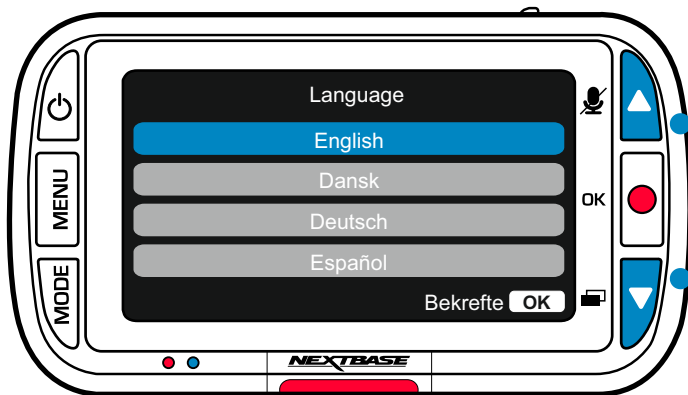 Language
English
MENU
Dansk
OK
Deutsch
Español
MODE
Bekrefte OK
NEXTBASE